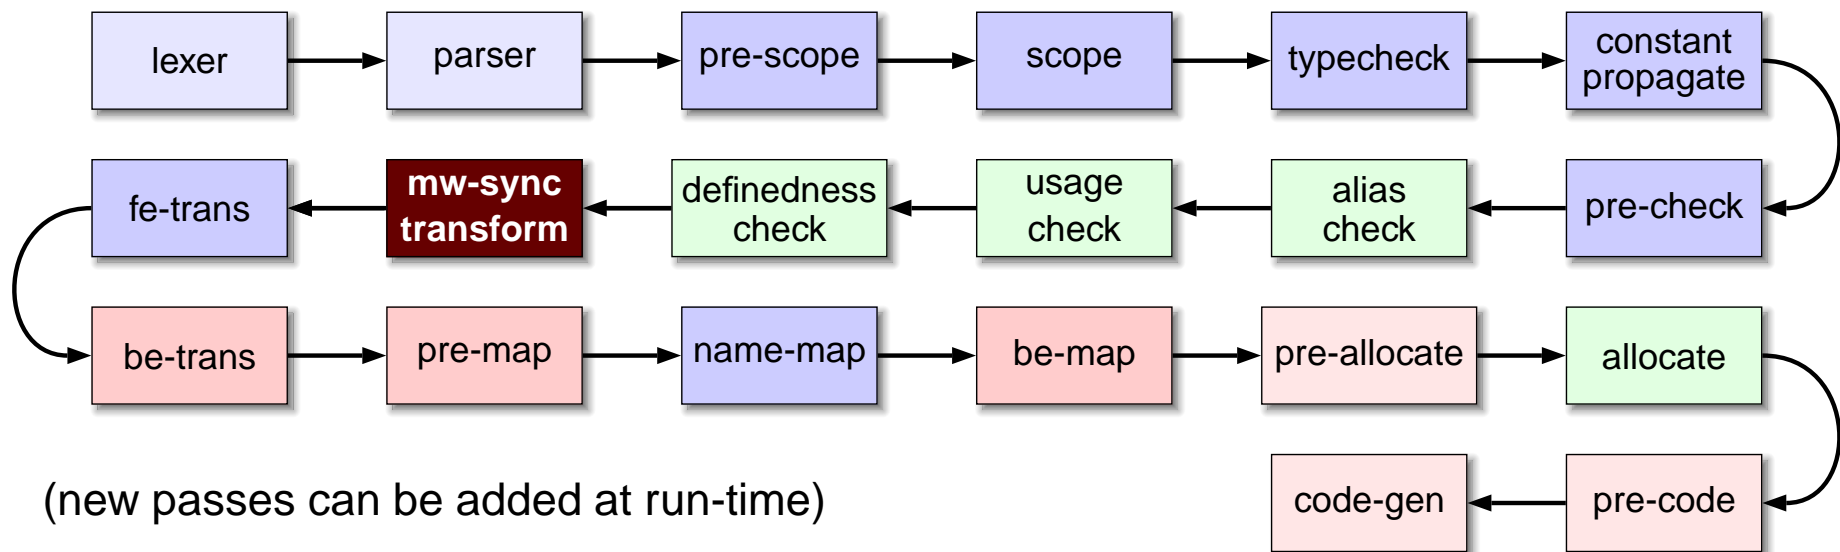 lexer
parser
pre-scope
scope
typecheck
constant
propagate
pre-check
alias
check
usage
check
definedness
check
mw-sync
transform
fe-trans
be-trans
pre-map
name-map
be-map
pre-allocate
allocate
pre-code
code-gen
(new passes can be added at run-time)